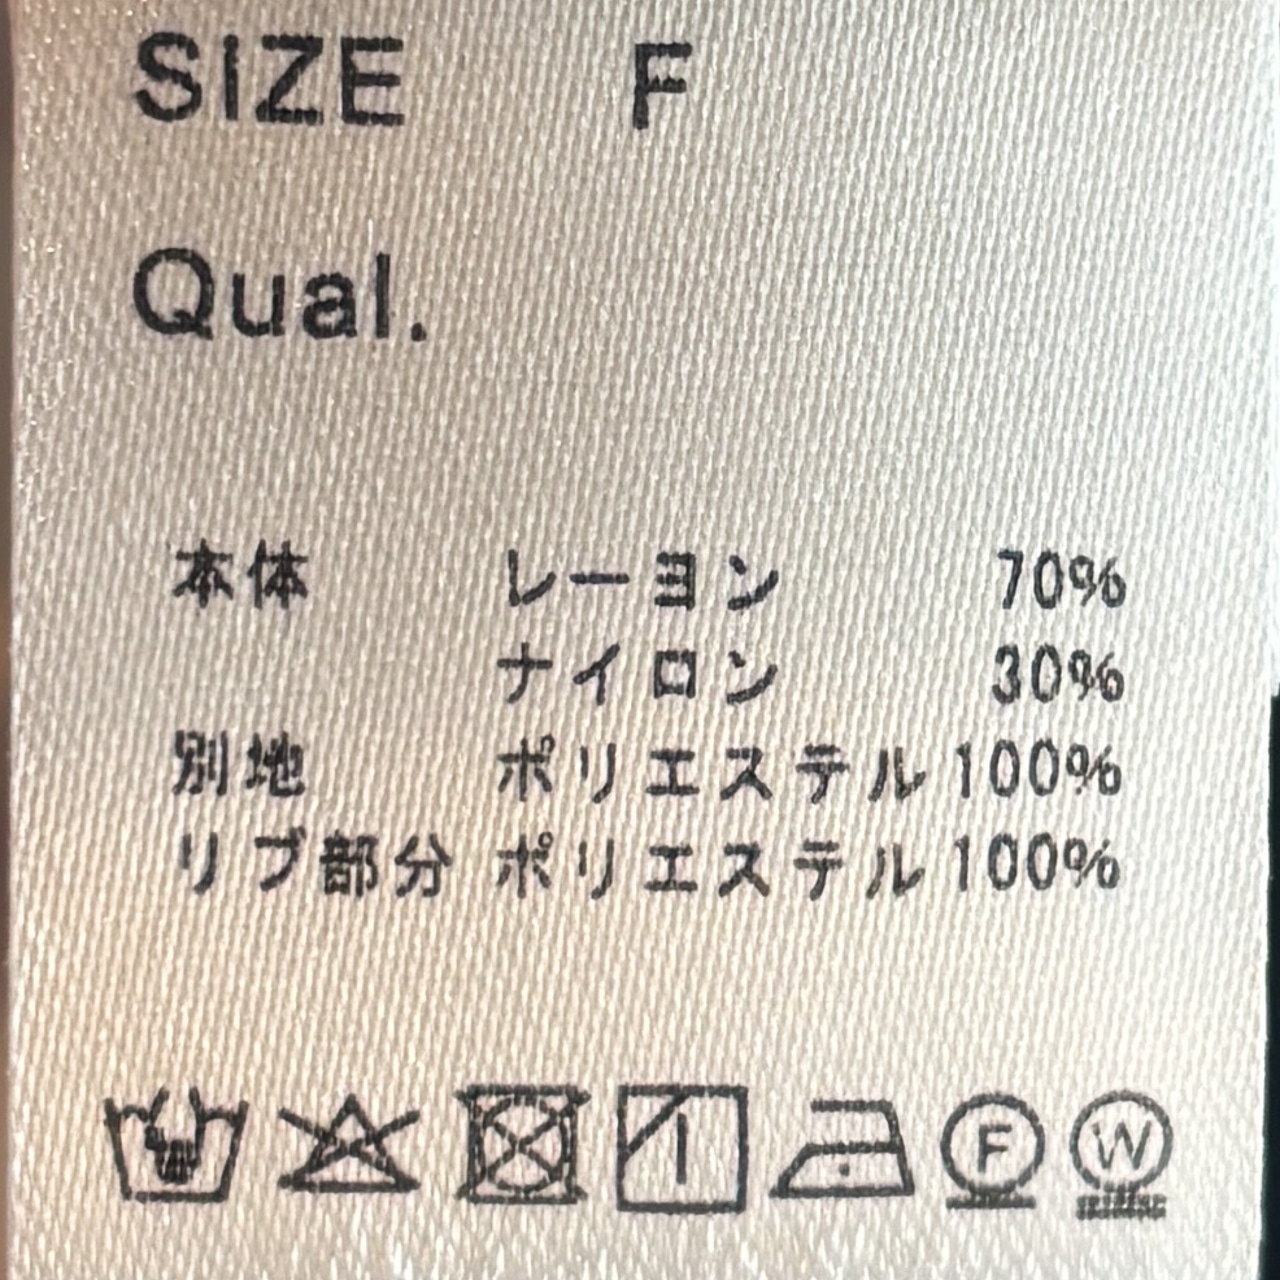 SIZE F
Qual.
本体 レーヨン 70%
ナイロン 30%
別地 ポリエステル 100%
リブ部分 ポリエステル 100%
F W